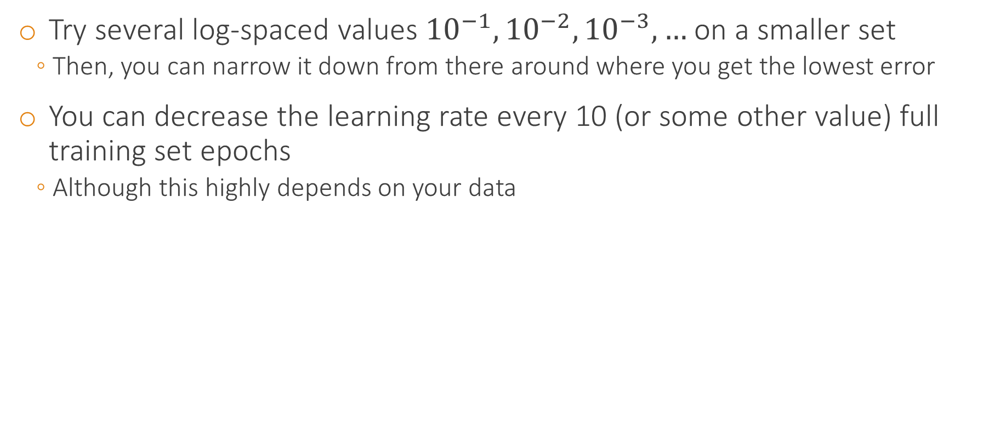 o Try several log-spaced values 10⁻¹, 10⁻², 10⁻³, … on a smaller set
◦ Then, you can narrow it down from there around where you get the lowest error
o You can decrease the learning rate every 10 (or some other value) full
training set epochs
◦ Although this highly depends on your data